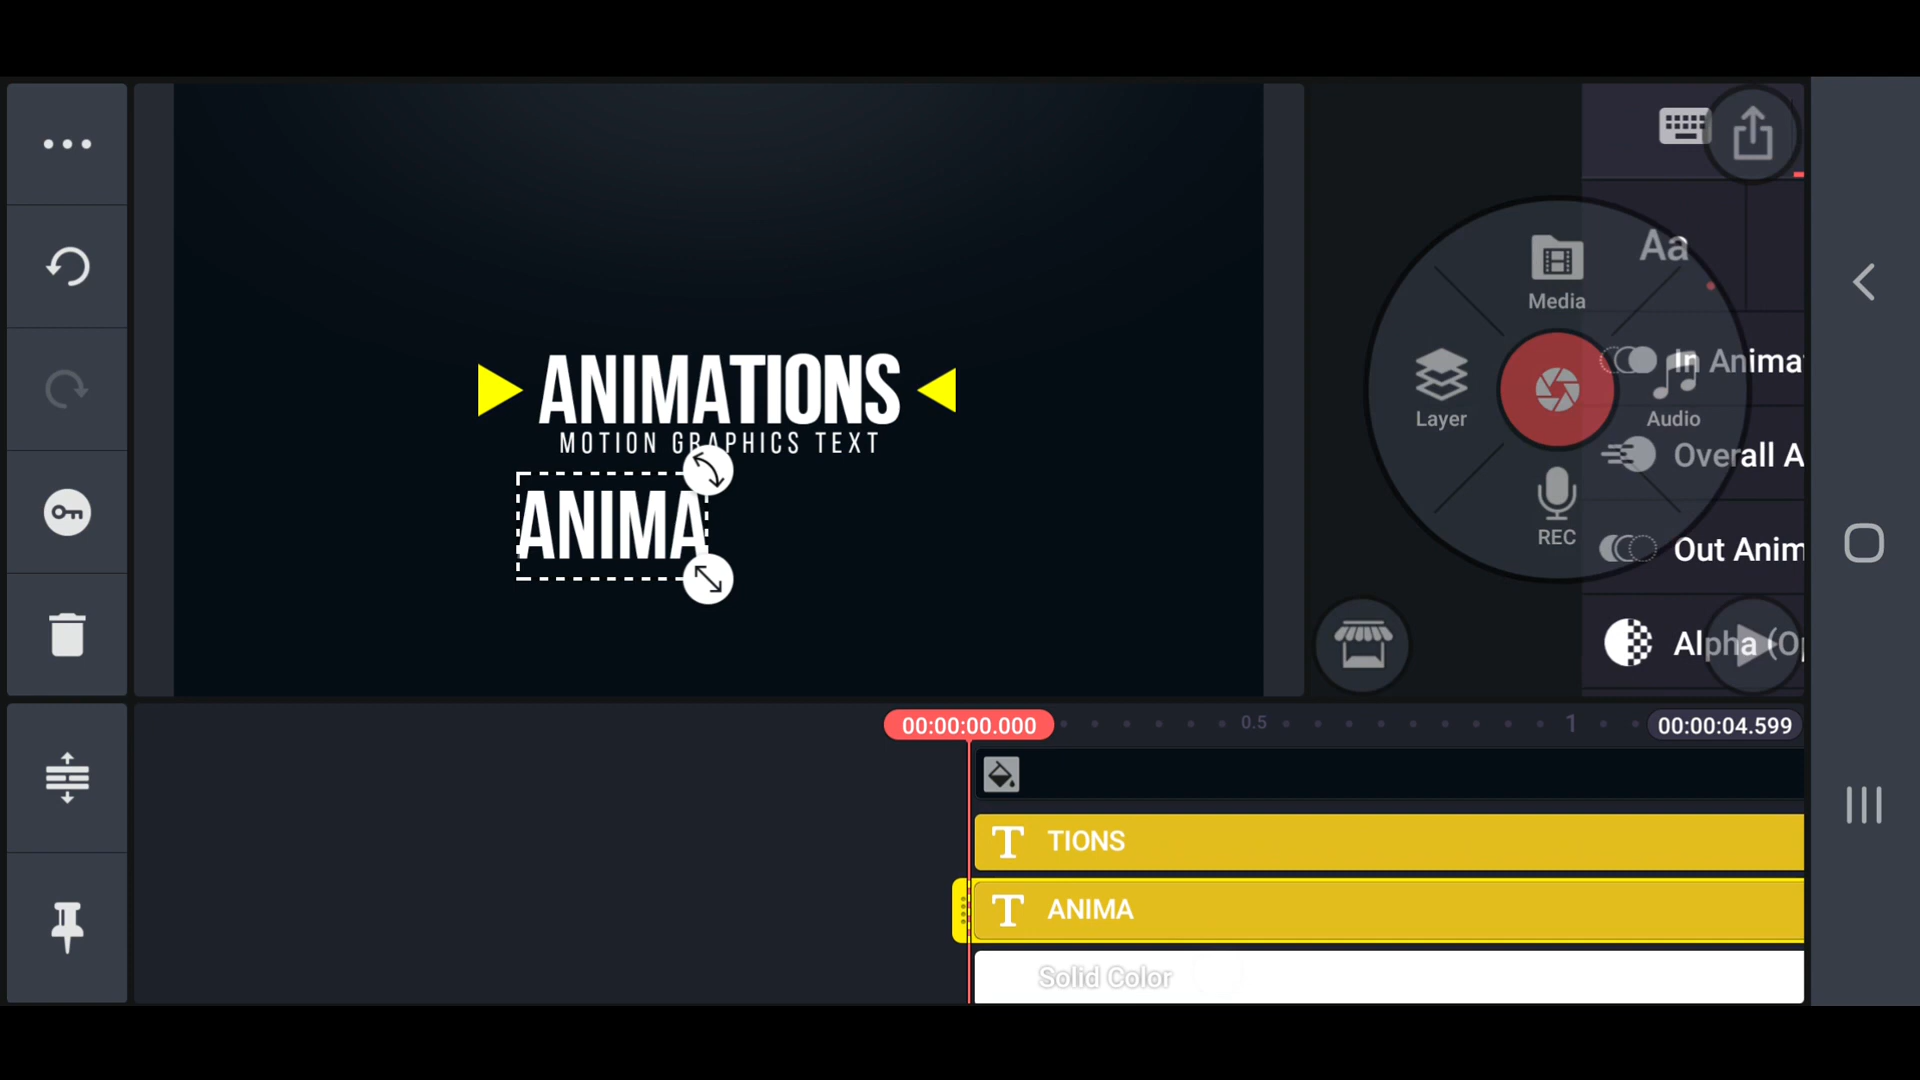 Aa
Media
ANIMATIONS
In Anima
Layer
Audio
MOTION GRAPHICS TEXT
Overall A
ANIMA
REC
Out Anim
Alpha (Op
00:00:00.000
0.5
1
00:00:04.599
T TIONS
T ANIMA
Solid Color